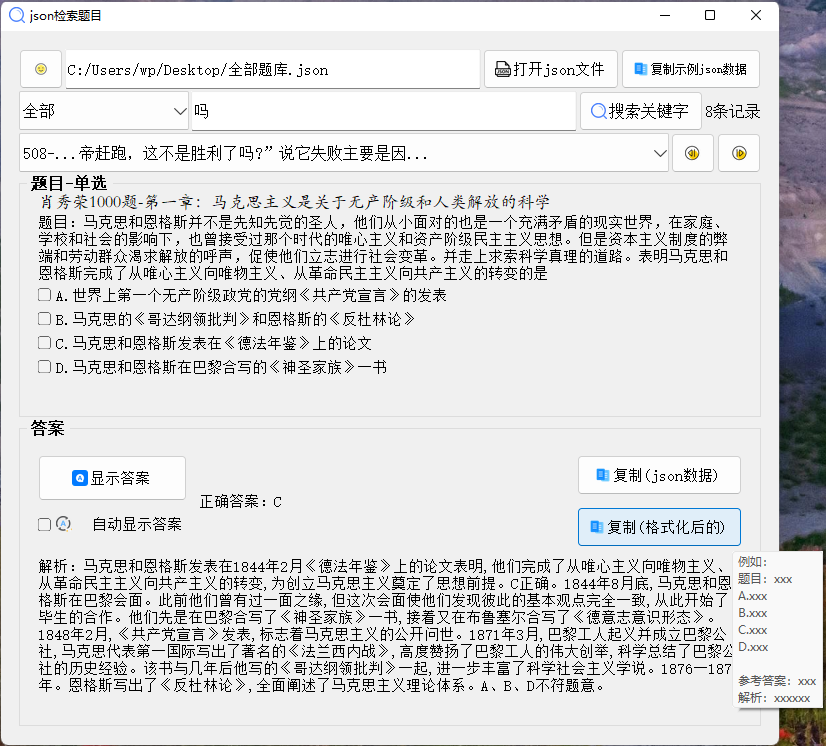 json检索题目
C:/Users/wp/Desktop/全部题库.json
打开json文件
复制示例json数据
全部
吗
搜索关键字
8条记录
508-...帝赶跑，这不是胜利了吗?”说它失败主要是因...
题目-单选
肖秀荣1000题-第一章：马克思主义是关于无产阶级和人类解放的科学
题目：马克思和恩格斯并不是先知先觉的圣人，他们从小面对的也是一个充满矛盾的现实世界，在家庭、
学校和社会的影响下，也曾接受过那个时代的唯心主义和资产阶级民主主义思想。但是资本主义制度的弊
端和劳动群众渴求解放的呼声，促使他们立志进行社会变革。并走上求索科学真理的道路。表明马克思和
恩格斯完成了从唯心主义向唯物主义、从革命民主主义向共产主义的转变的是
A.世界上第一个无产阶级政党的党纲《共产党宣言》的发表
B.马克思的《哥达纲领批判》和恩格斯的《反杜林论》
C.马克思和恩格斯发表在《德法年鉴》上的论文
D.马克思和恩格斯在巴黎合写的《神圣家族》一书
答案
显示答案
正确答案：C
自动显示答案
复制(json数据)
复制(格式化后的)
解析：马克思和恩格斯发表在1844年2月《德法年鉴》上的论文表明,他们完成了从唯心主义向唯物主义、
从革命民主主义向共产主义的转变,为创立马克思主义奠定了思想前提。C正确。1844年8月底,马克思和恩
格斯在巴黎会面。此前他们曾有过一面之缘,但这次会面使他们发现彼此的基本观点完全一致,从此开始了
毕生的合作。他们先是在巴黎合写了《神圣家族》一书,接着又在布鲁塞尔合写了《德意志意识形态》。
1848年2月,《共产党宣言》发表,标志着马克思主义的公开问世。1871年3月,巴黎工人起义并成立巴黎公
社,马克思代表第一国际写出了著名的《法兰西内战》,高度赞扬了巴黎工人的伟大创举,科学总结了巴黎公
社的历史经验。该书与几年后他写的《哥达纲领批判》一起,进一步丰富了科学社会主义学说。1876一187
年。恩格斯写出了《反杜林论》,全面阐述了马克思主义理论体系。A、B、D不符题意。
例如:
题目：xxx
A.xxx
B.xxx
C.xxx
D.xxx
参考答案：xxx
解析：xxxxxx